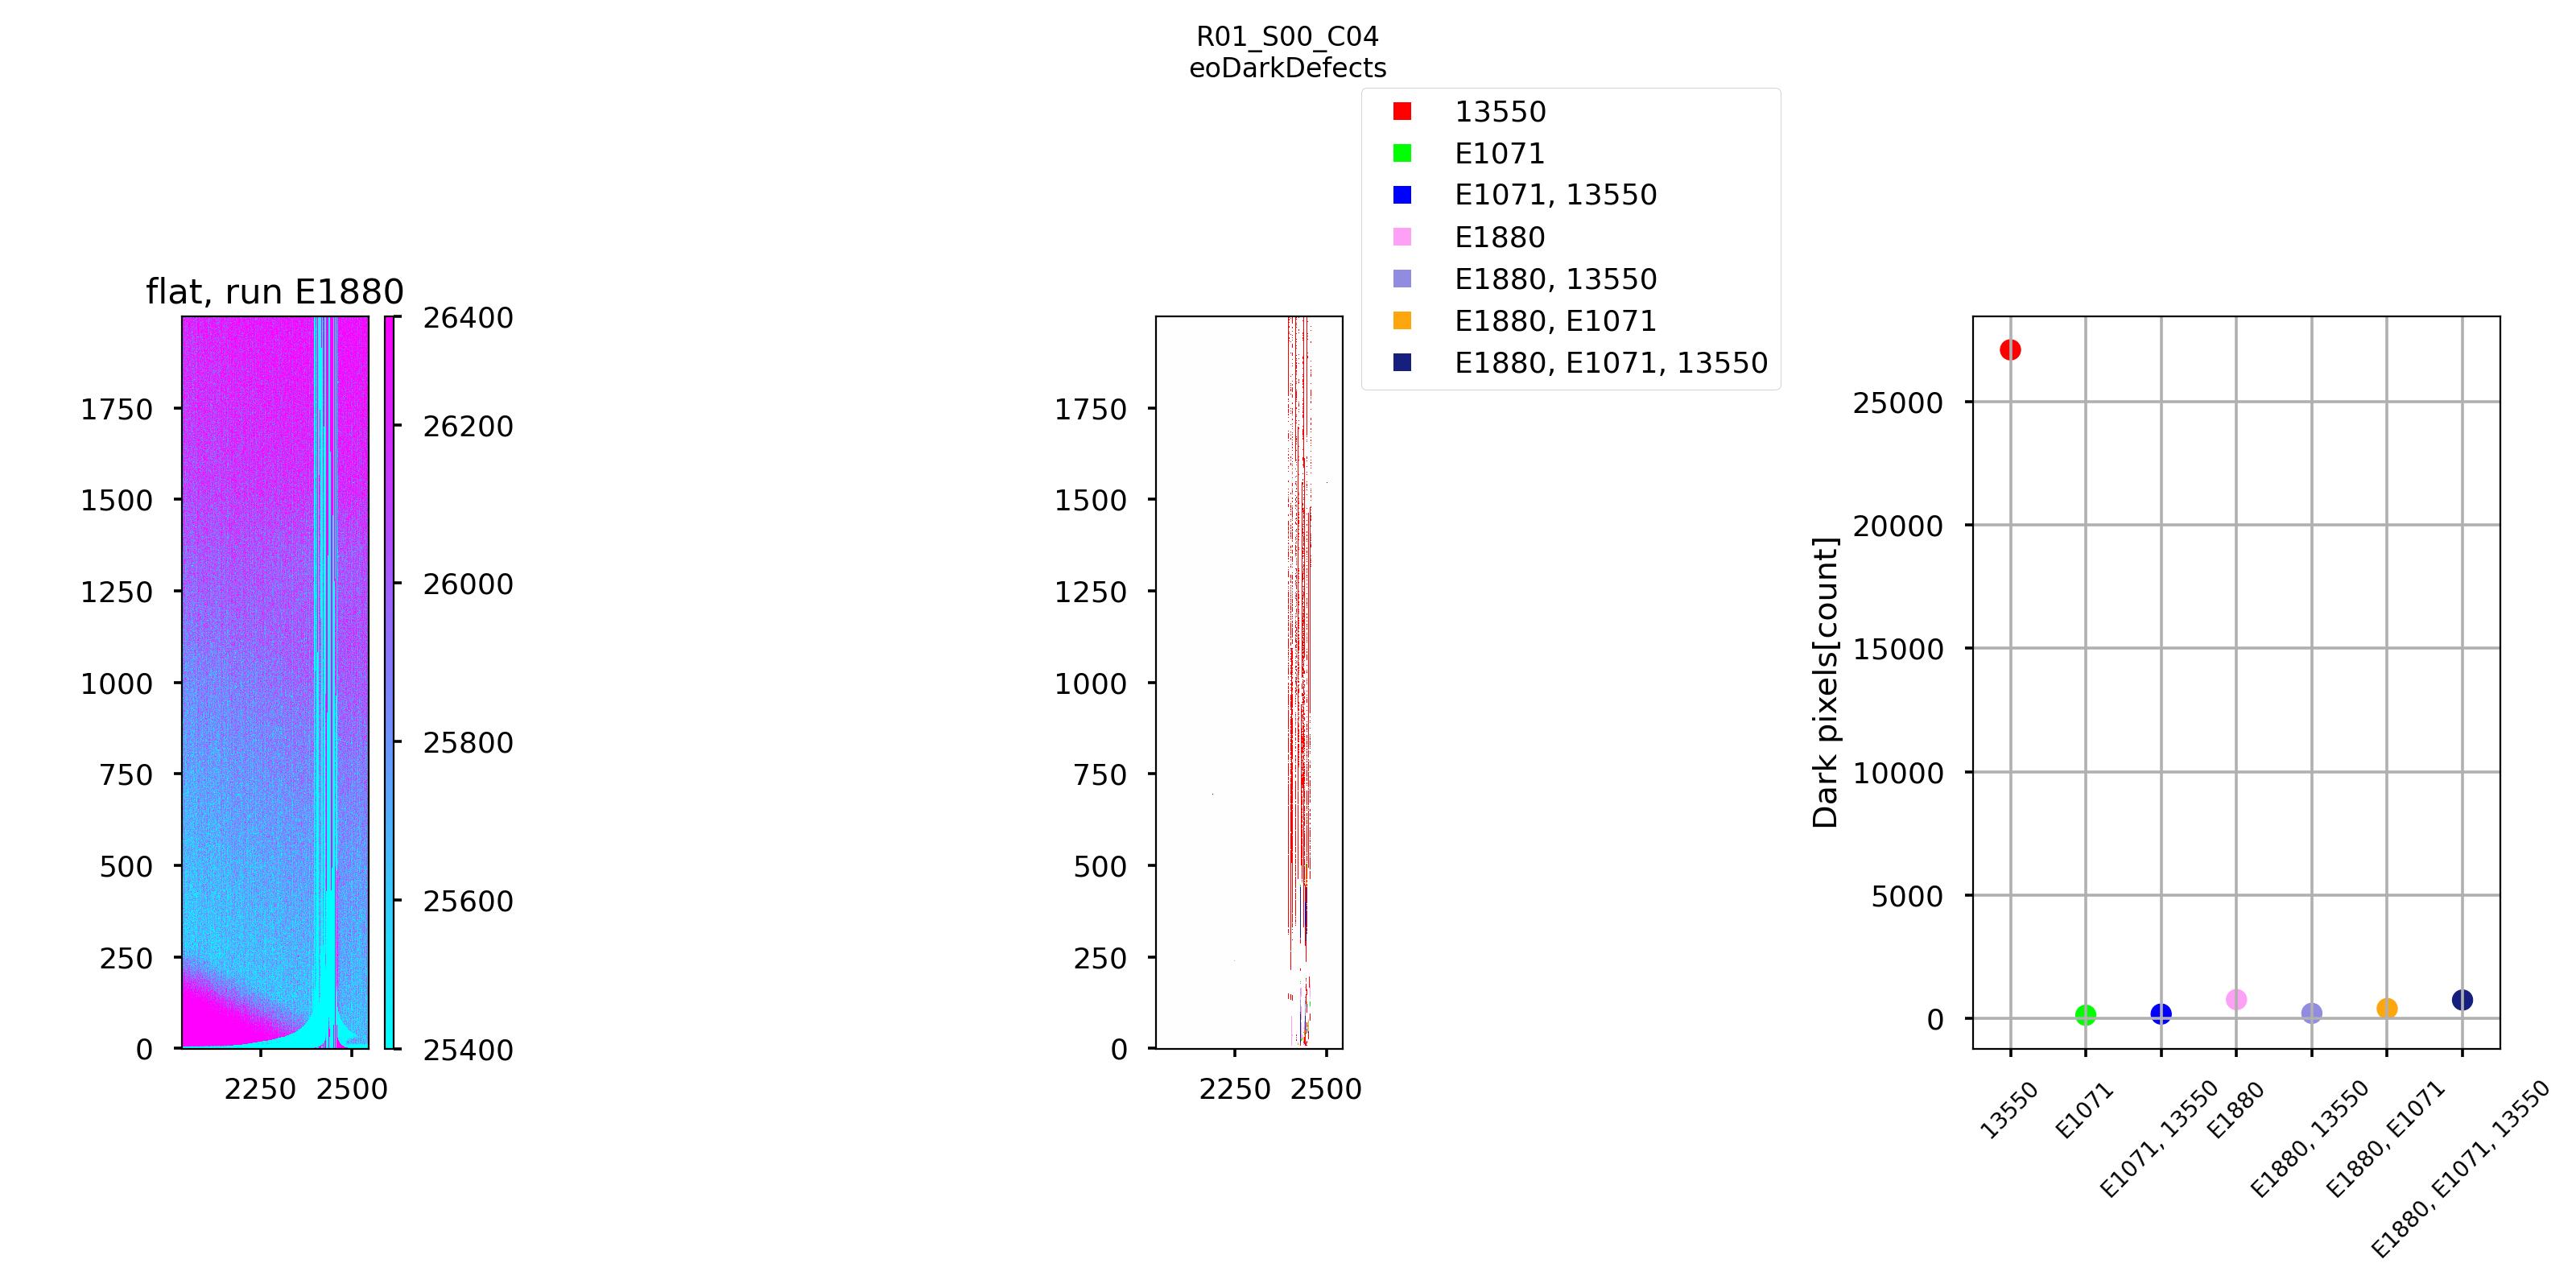 R01_S00_C04
eoDarkDefects
13550
E1071
E1071, 13550
E1880
E1880, 13550
E1880, E1071
E1880, E1071, 13550
flat, run E1880
1750
1500
1250
1000
750
500
250
0
2250 2500
26400
26200
26000
25800
25600
25400
1750
1500
1250
1000
750
500
250
0
2250 2500
Dark pixels[count]
25000
20000
15000
10000
5000
0
13550
E1071
E1071, 13550
E1880
E1880, 13550
E1880, E1071
E1880, E1071, 13550